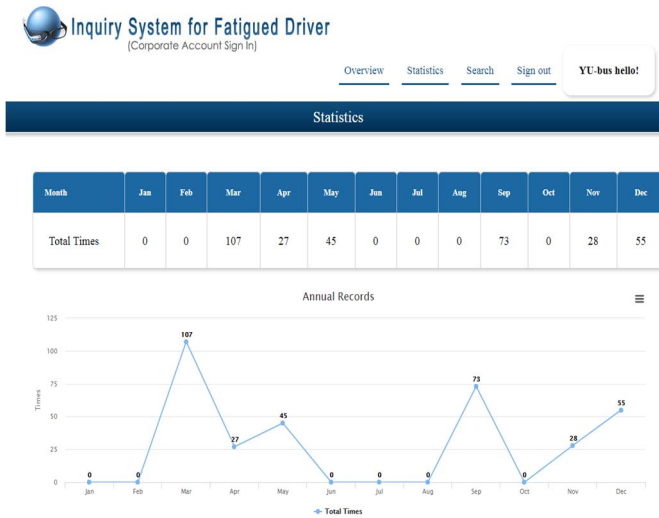 Inquiry System for Fatigued Driver
(Corporate Account Sign In)
Overview Statistics Search Sign out YU-bus hello!
Statistics
Month Jan Feb Mar Apr May Jun Jul Aug Sep Oct Nov Dec
Total Times 0 0 107 27 45 0 0 0 73 0 28 55
Annual Records
125
100
75
50
25
0
Times
107
27
45
73
28
55
0 0 0 0 0 0
Jan Feb Mar Apr May Jun Jul Aug Sep Oct Nov Dec
Total Times